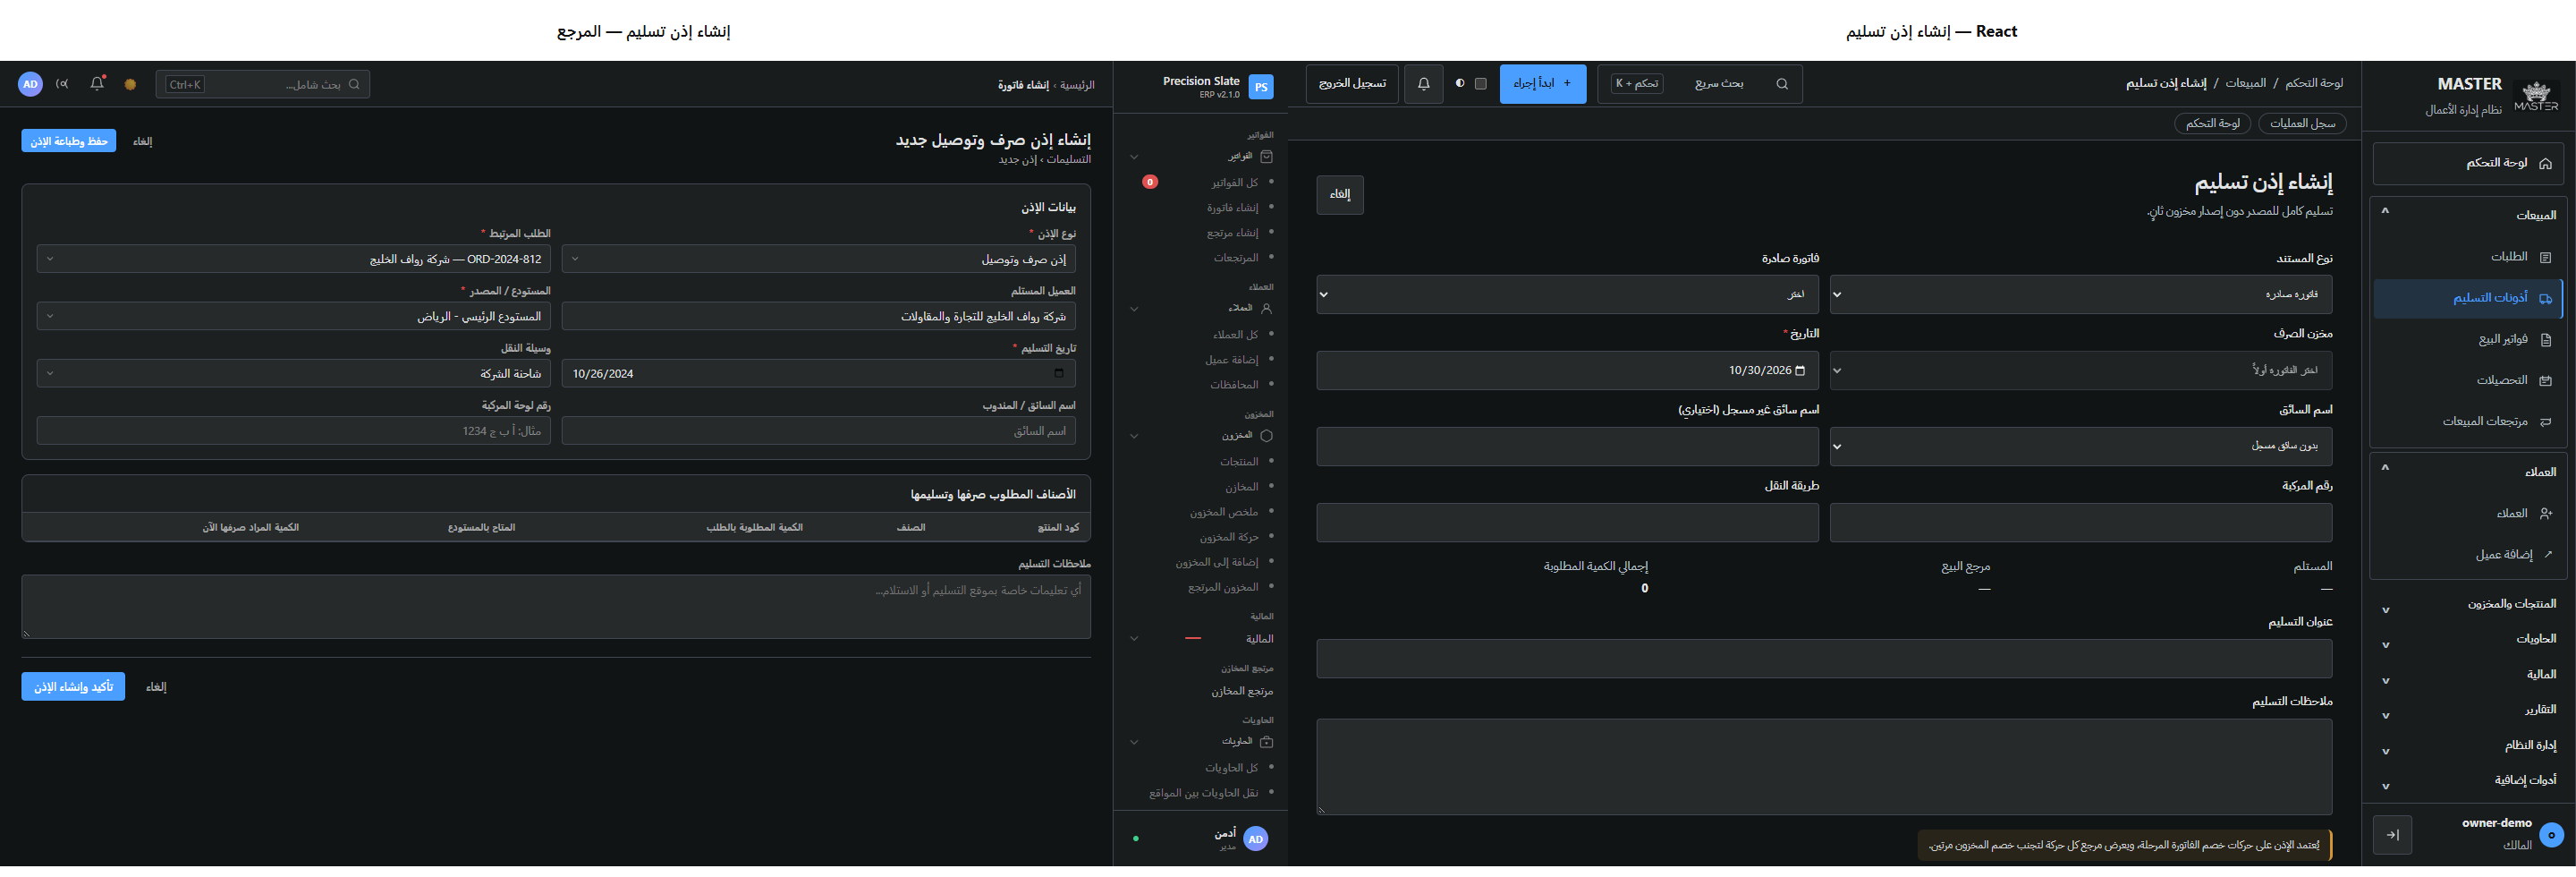 إنشاء إذن تسليم — React
MASTER
نظام إدارة الأعمال
MASTER
لوحة التحكم
المبيعات
الطلبات
أذونات التسليم
فواتير البيع
التحصيلات
مرتجعات المبيعات
العملاء
العملاء
إضافة عميل
المنتجات والمخزون
الحاويات
المالية
التقارير
إدارة النظام
أدوات إضافية
owner-demo
المالك
لوحة التحكم / المبيعات / إنشاء إذن تسليم
بحث سريع
تحكم + K
+ ابدأ إجراء
تسجيل الخروج
سجل العمليات
لوحة التحكم
إنشاء إذن تسليم
تسليم كامل للمصدر دون إصدار مخزون ثانٍ.
إلغاء
نوع المستند
فاتورة صادرة
فاتورة صادرة
اختر
مخزن الصرف
اختر الفاتورة أولاً
التاريخ *
10/30/2026
اسم السائق
بدون سائق مسجل
اسم سائق غير مسجل (اختياري)
رقم المركبة
طريقة النقل
المستلم
—
مرجع البيع
—
إجمالي الكمية المطلوبة
0
عنوان التسليم
ملاحظات التسليم
يُعتمد الإذن على حركات خصم الفاتورة المرحلة، ويعرض مرجع كل حركة لتجنب خصم المخزون مرتين.
إنشاء إذن تسليم — المرجع
PS
Precision Slate
ERP v2.1.0
الفواتير
الفواتير
كل الفواتير
0
إنشاء فاتورة
إنشاء مرتجع
المرتجعات
العملاء
العملاء
كل العملاء
إضافة عميل
المحافظات
المخزون
المخزون
المنتجات
المخازن
ملخص المخزون
حركة المخزون
إضافة إلى المخزون
المخزون المرتجع
المالية
المالية
مرتجع المخازن
مرتجع المخازن
الحاويات
الحاويات
كل الحاويات
نقل الحاويات بين المواقع
AD
أدمن
مدير
الرئيسية › إنشاء فاتورة
بحث شامل...
Ctrl+K
AD
إنشاء إذن صرف وتوصيل جديد
التسليمات › إذن جديد
إلغاء
حفظ وطباعة الإذن
بيانات الإذن
نوع الإذن *
إذن صرف وتوصيل
الطلب المرتبط *
ORD-2024-812 — شركة رواف الخليج
العميل المستلم
شركة رواف الخليج للتجارة والمقاولات
المستودع / المصدر *
المستودع الرئيسي - الرياض
تاريخ التسليم *
10/26/2024
وسيلة النقل
شاحنة الشركة
اسم السائق / المندوب
اسم السائق
رقم لوحة المركبة
مثال: أ ب ج 1234
الأصناف المطلوب صرفها وتسليمها
كود المنتج
الصنف
الكمية المطلوبة بالطلب
المتاح بالمستودع
الكمية المراد صرفها الآن
ملاحظات التسليم
أي تعليمات خاصة بموقع التسليم أو الاستلام...
إلغاء
تأكيد وإنشاء الإذن